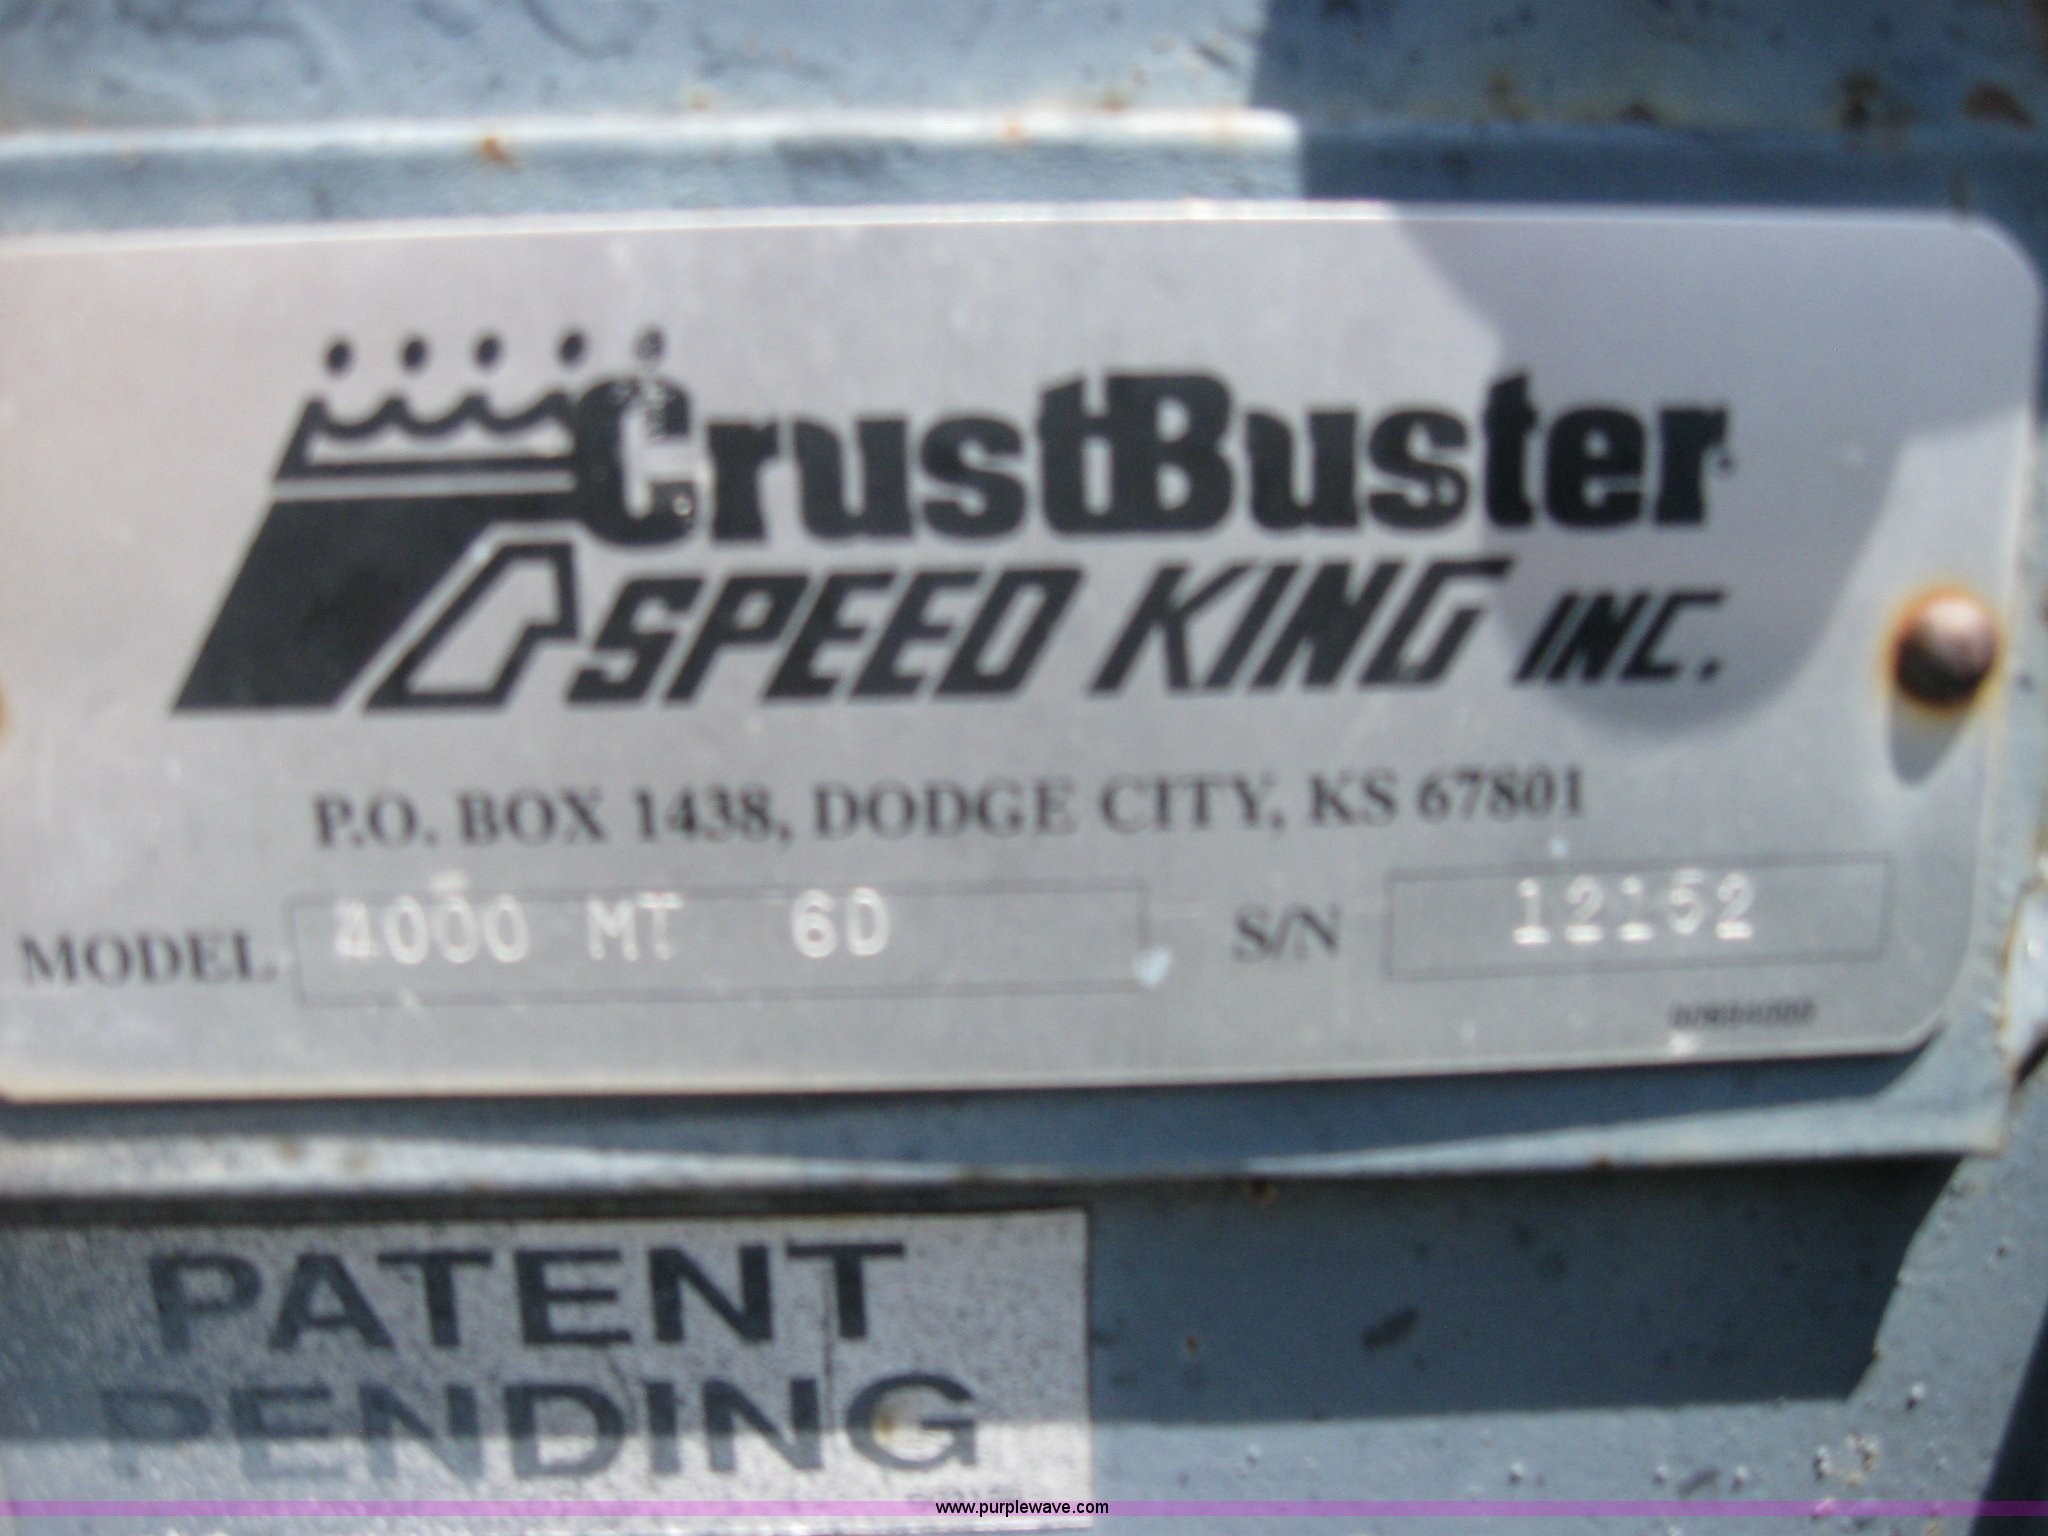 CrustBuster
SPEED KING INC.
P.O. BOX 1438, DODGE CITY, KS 67801
MODEL 4000 MT 6D S/N 12152
PATENT
PENDING
www.purplewave.com